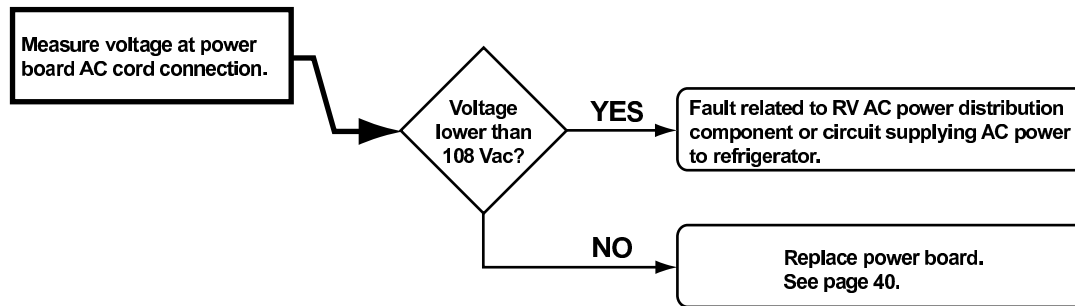 Measure voltage at power
board AC cord connection.
Voltage
lower than
108 Vac?
YES
Fault related to RV AC power distribution
component or circuit supplying AC power
to refrigerator.
NO
Replace power board.
See page 40.